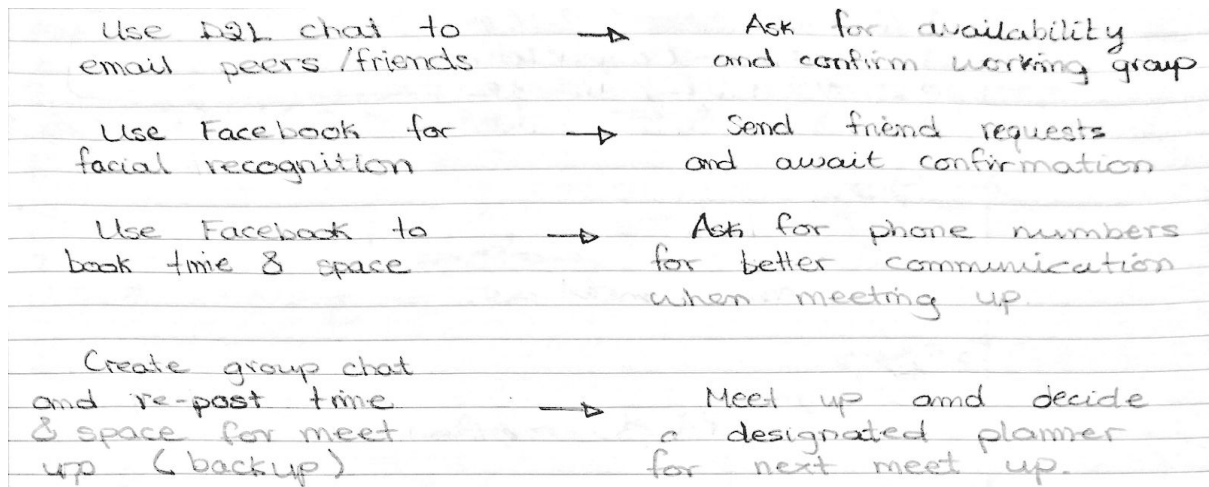 Use D2L chat to → Ask for availability
email peers/friends and confirm working group
Use Facebook for → Send friend requests
facial recognition and await confirmation
Use Facebook to → Ask for phone numbers
book time & space for better communication
when meeting up.
Create group chat
and re-post time → Meet up and decide
& space for meet a designated planner
up (backup) for next meet up.